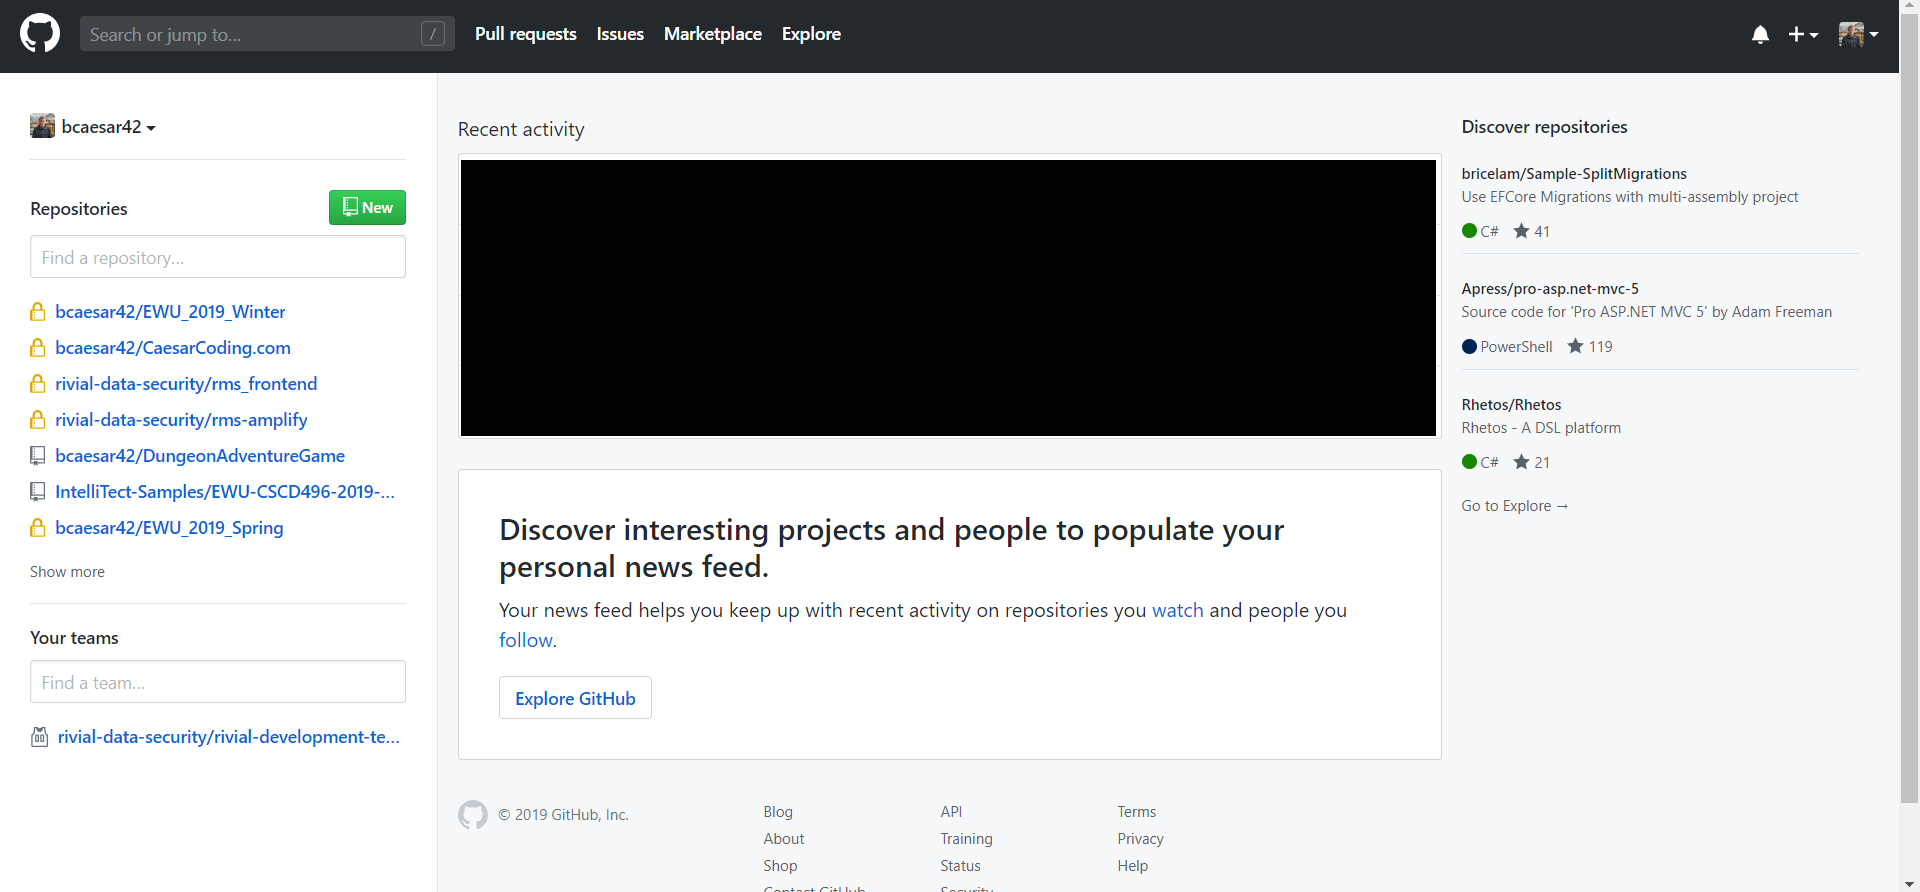 Search or jump to...
/
Pull requests
Issues
Marketplace
Explore
bcaesar42
Repositories
New
Find a repository...
bcaesar42/EWU_2019_Winter
bcaesar42/CaesarCoding.com
rivial-data-security/rms_frontend
rivial-data-security/rms-amplify
bcaesar42/DungeonAdventureGame
IntelliTect-Samples/EWU-CSCD496-2019-...
bcaesar42/EWU_2019_Spring
Show more
Your teams
Find a team...
rivial-data-security/rivial-development-te...
Recent activity
Discover interesting projects and people to populate your
personal news feed.
Your news feed helps you keep up with recent activity on repositories you watch and people you
follow.
Explore GitHub
Discover repositories
bricelam/Sample-SplitMigrations
Use EFCore Migrations with multi-assembly project
C# 41
Apress/pro-asp.net-mvc-5
Source code for 'Pro ASP.NET MVC 5' by Adam Freeman
PowerShell 119
Rhetos/Rhetos
Rhetos - A DSL platform
C# 21
Go to Explore →
© 2019 GitHub, Inc.
Blog
About
Shop
Contact GitHub
API
Training
Status
Security
Terms
Privacy
Help